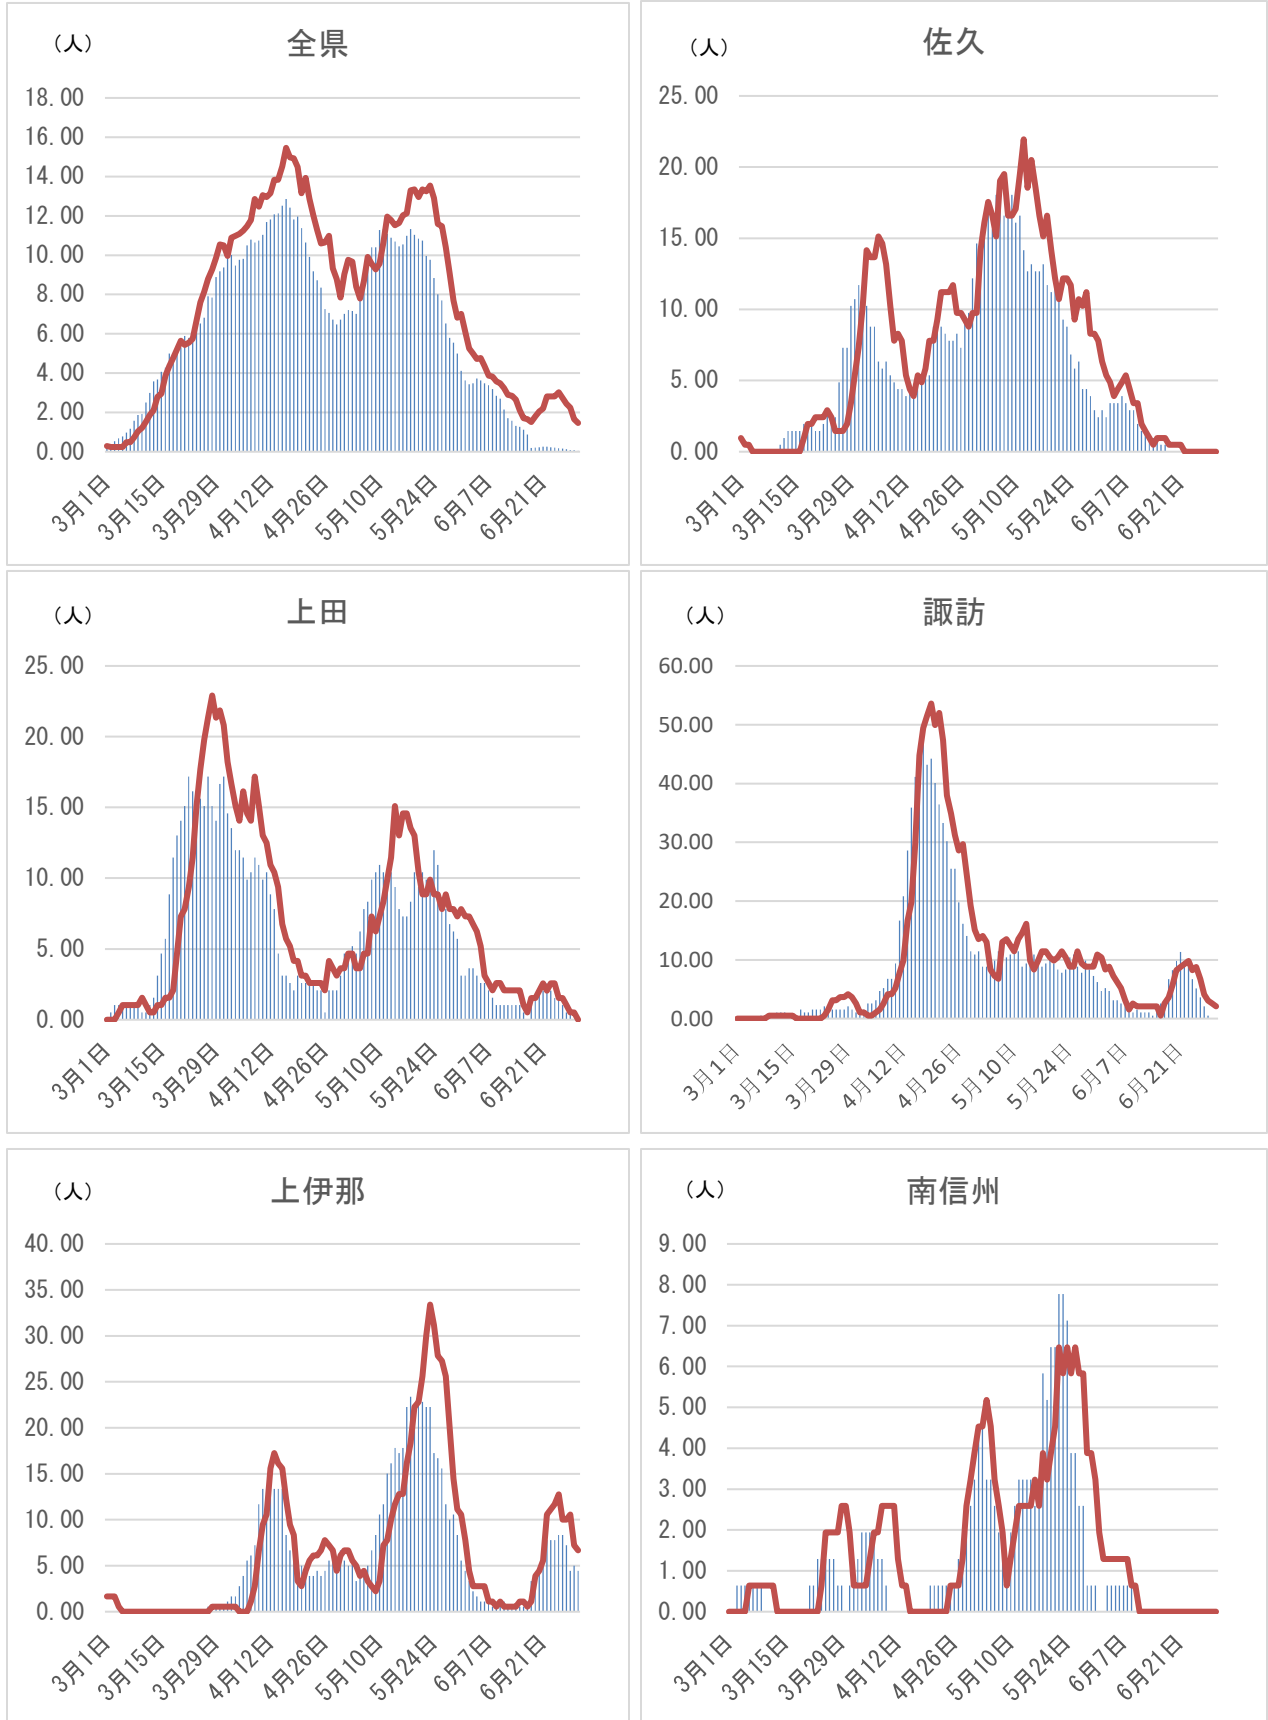 （人）
全県
18.00
16.00
14.00
12.00
10.00
8.00
6.00
4.00
2.00
0.00
3月1日
3月15日
3月29日
4月12日
4月26日
5月10日
5月24日
6月7日
6月21日
（人）
佐久
25.00
20.00
15.00
10.00
5.00
0.00
3月1日
3月15日
3月29日
4月12日
4月26日
5月10日
5月24日
6月7日
6月21日
（人）
上田
25.00
20.00
15.00
10.00
5.00
0.00
3月1日
3月15日
3月29日
4月12日
4月26日
5月10日
5月24日
6月7日
6月21日
（人）
諏訪
60.00
50.00
40.00
30.00
20.00
10.00
0.00
3月1日
3月15日
3月29日
4月12日
4月26日
5月10日
5月24日
6月7日
6月21日
（人）
上伊那
40.00
35.00
30.00
25.00
20.00
15.00
10.00
5.00
0.00
3月1日
3月15日
3月29日
4月12日
4月26日
5月10日
5月24日
6月7日
6月21日
（人）
南信州
9.00
8.00
7.00
6.00
5.00
4.00
3.00
2.00
1.00
0.00
3月1日
3月15日
3月29日
4月12日
4月26日
5月10日
5月24日
6月7日
6月21日